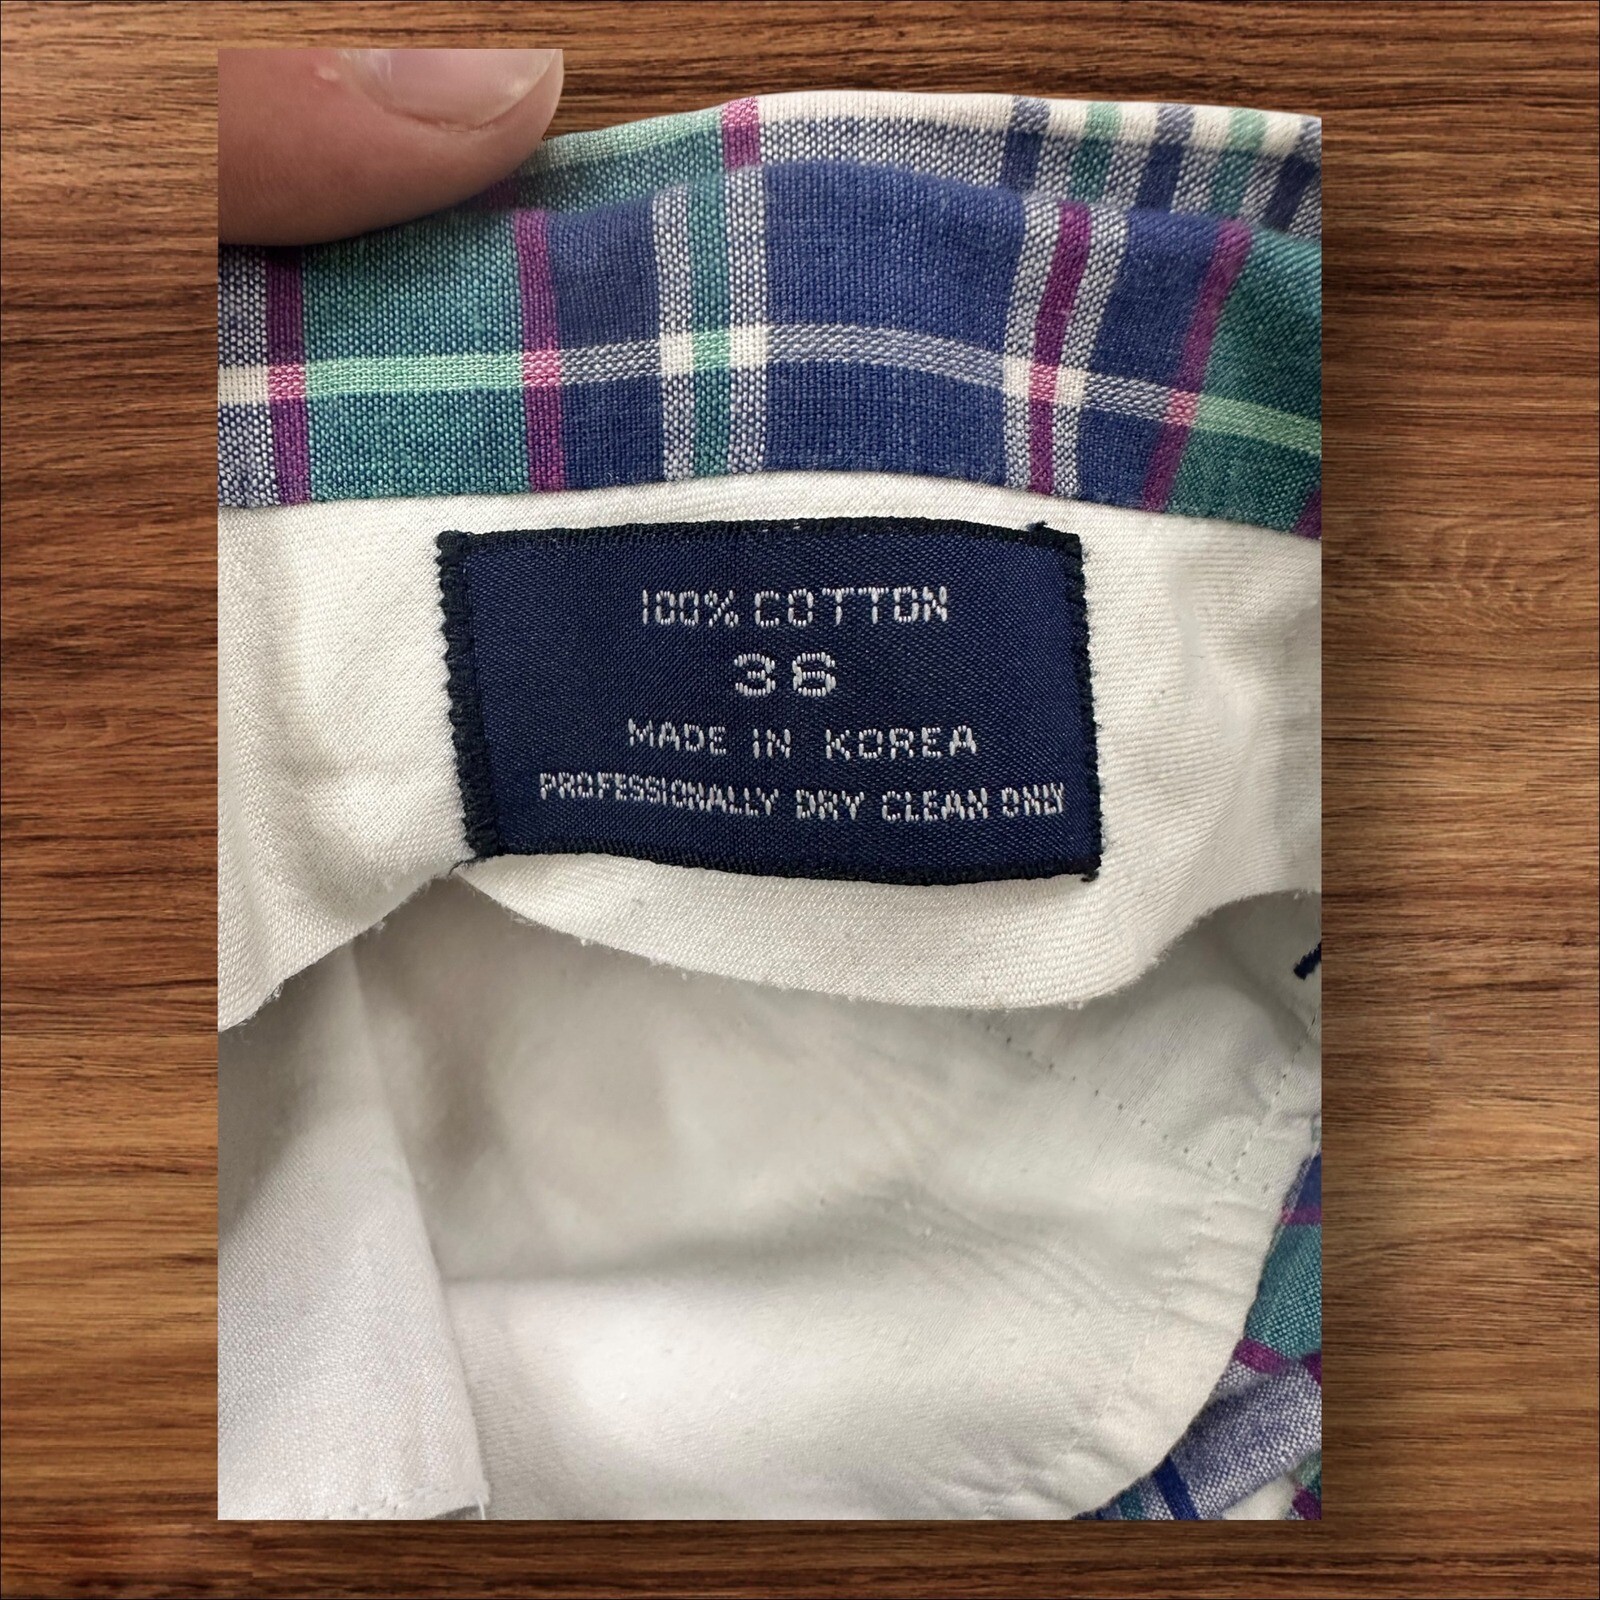 100% COTTON
36
MADE IN KOREA
PROFESSIONALLY DRY CLEAN ONLY